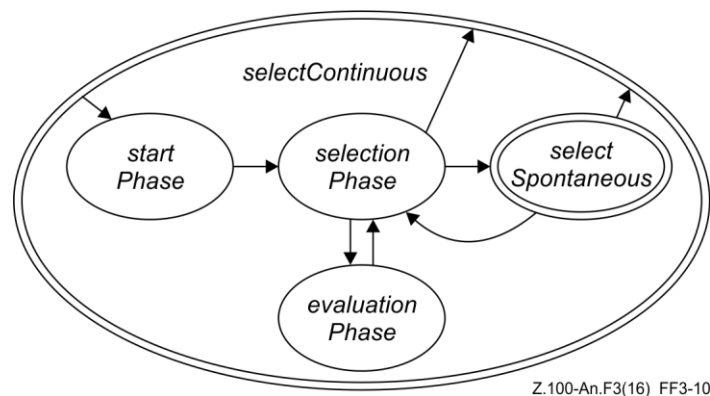 selectContinuous
start
Phase
selection
Phase
select
Spontaneous
evaluation
Phase
Z.100-An.F3(16) FF3-10